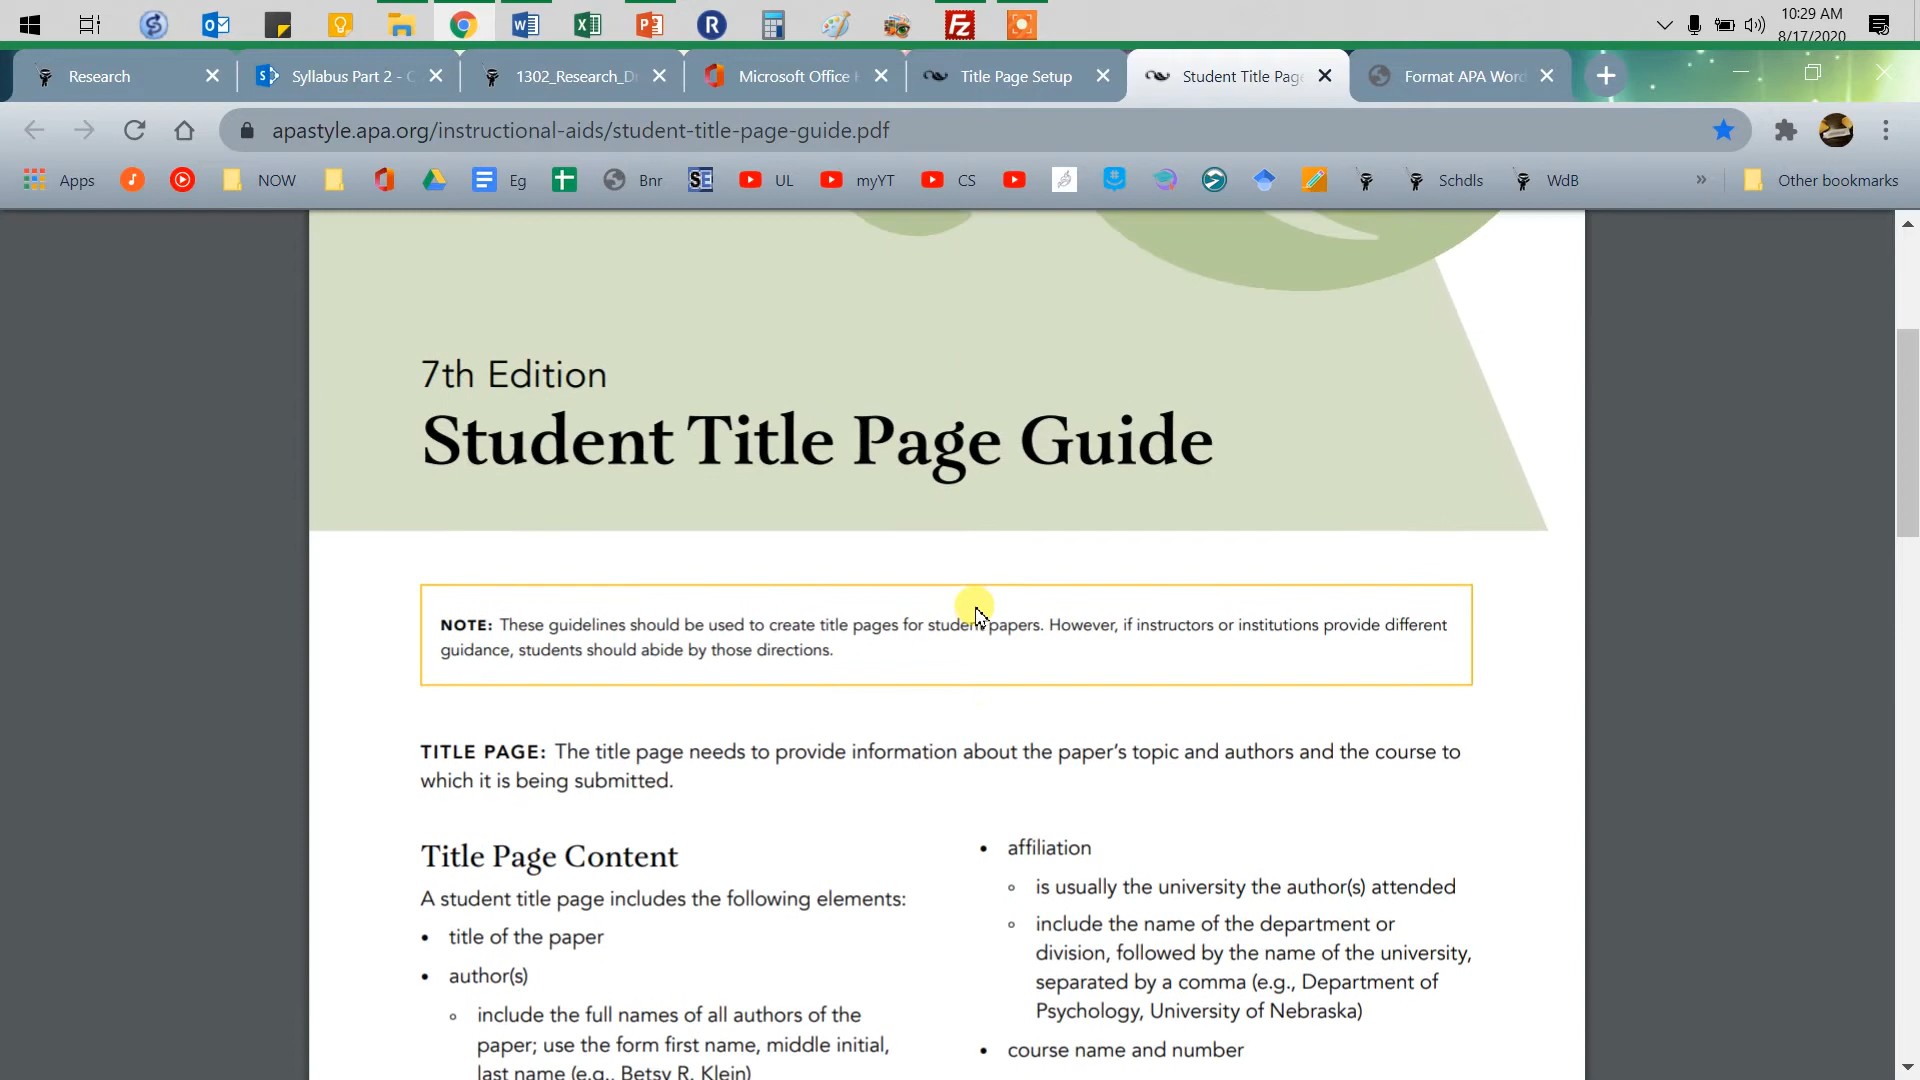 10:29 AM
8/17/2020
Research
Syllabus Part 2 - C
1302_Research_D
Microsoft Office
Title Page Setup
Student Title Page
Format APA Word
apastyle.apa.org/instructional-aids/student-title-page-guide.pdf
Apps
NOW
Eg
Bnr
SE
UL
myYT
CS
Schdls
WdB
»
Other bookmarks
7th Edition
Student Title Page Guide
NOTE: These guidelines should be used to create title pages for student papers. However, if instructors or institutions provide different
guidance, students should abide by those directions.
TITLE PAGE: The title page needs to provide information about the paper's topic and authors and the course to
which it is being submitted.
Title Page Content
A student title page includes the following elements:
• title of the paper
• author(s)
◦ include the full names of all authors of the
paper; use the form first name, middle initial,
last name (e.g., Betsy R. Klein)
• affiliation
◦ is usually the university the author(s) attended
◦ include the name of the department or
division, followed by the name of the university,
separated by a comma (e.g., Department of
Psychology, University of Nebraska)
• course name and number